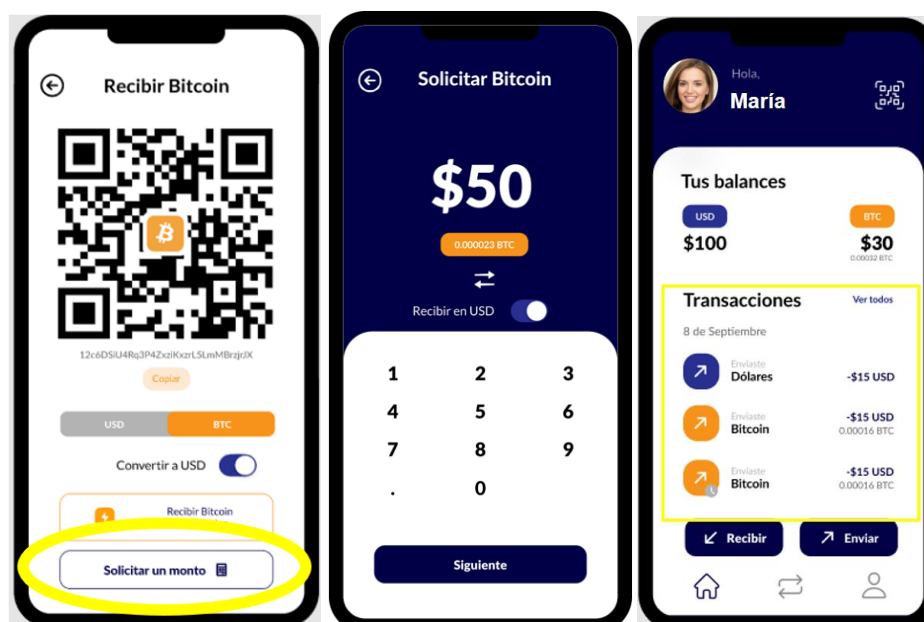 Recibir Bitcoin
12c6DSiU4Rq3P4ZxziKxzrL5LmMBrzjrJX
Copiar
USD BTC
Convertir a USD
Recibir Bitcoin
Solicitar un monto
Solicitar Bitcoin
$50
0.000023 BTC
Recibir en USD
1 2 3
4 5 6
7 8 9
. 0
Siguiente
Hola,
María
Tus balances
USD BTC
$100 $30
0.00032 BTC
Transacciones Ver todos
8 de Septiembre
Enviaste
Dólares -$15 USD
Enviaste -$15 USD
Bitcoin 0.00016 BTC
Enviaste -$15 USD
Bitcoin 0.00016 BTC
Recibir Enviar